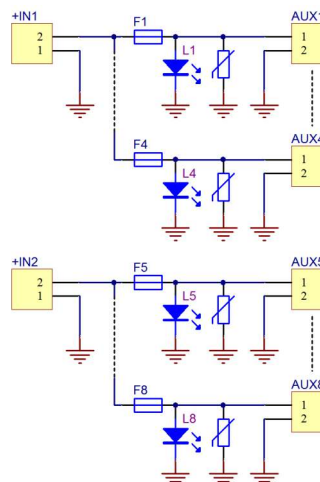 +IN1 F1 AUX1
2 L1 1
1 2
F4 AUX4
L4 1
2
+IN2 F5 AUX5
2 L5 1
1 2
F8 AUX8
L8 1
2